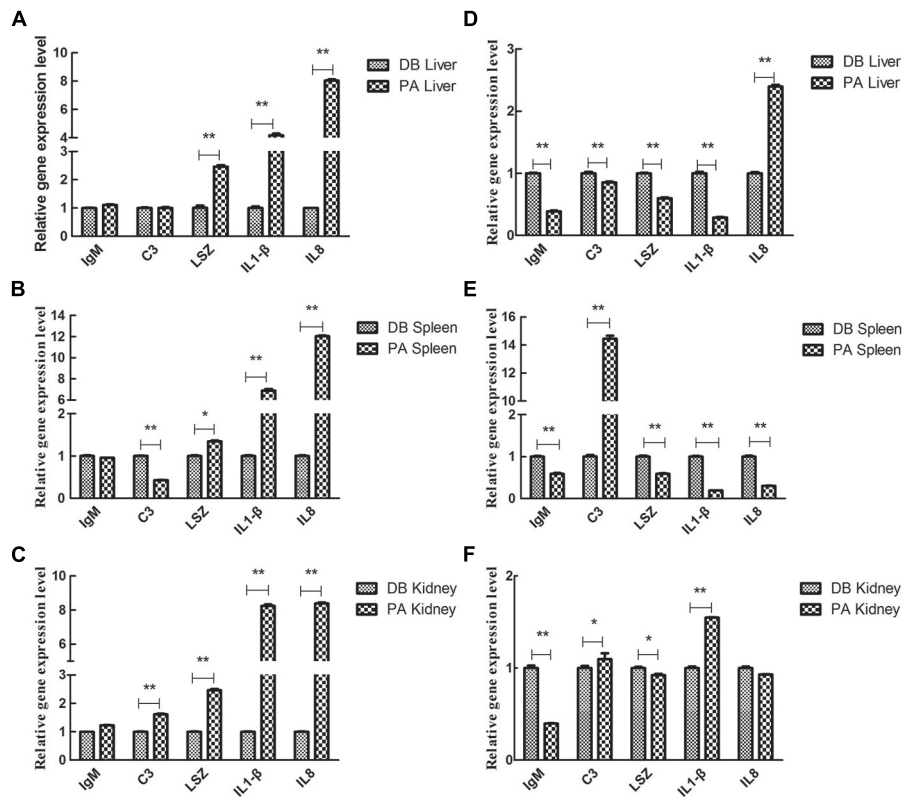 A
Relative gene expression level
10
8
6
4
3
2
1
0
** ** **
IgM C3 LSZ IL1-β IL8
DB Liver
PA Liver
D
Relative gene expression level
3
2
1
0
** ** ** ** **
IgM C3 LSZ IL1-β IL8
DB Liver
PA Liver
B
Relative gene expression level
14
12
10
8
6
2
1
0
** * ** **
IgM C3 LSZ IL1-β IL8
DB Spleen
PA Spleen
E
Relative gene expression level
16
14
12
10
2
1
0
** ** ** ** **
IgM C3 LSZ IL1-β IL8
DB Spleen
PA Spleen
C
Relative gene expression level
10
8
6
3
2
1
0
** ** ** **
IgM C3 LSZ IL1-β IL8
DB Kidney
PA Kidney
F
Relative gene expression level
2
1
0
** * * **
IgM C3 LSZ IL1-β IL8
DB Kidney
PA Kidney